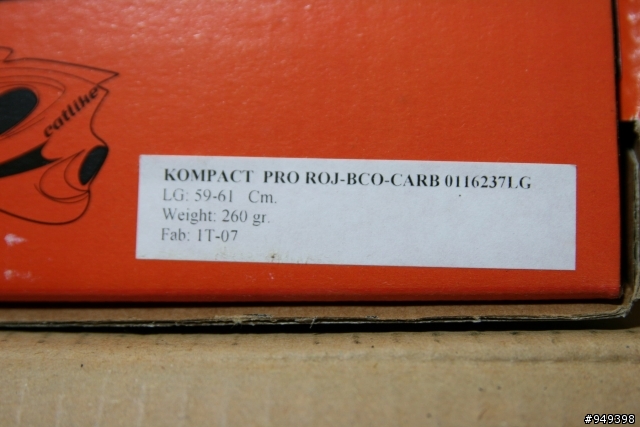 catlike
KOMPACT PRO ROJ-BCO-CARB 0116237LG
LG: 59-61 Cm.
Weight: 260 gr.
Fab: 1T-07
#949398